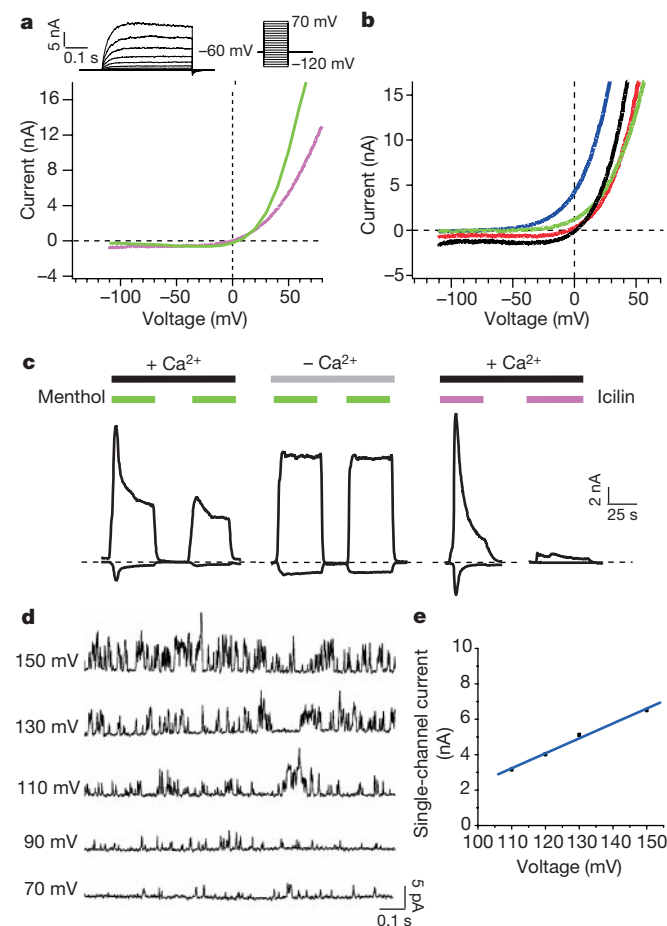 a
5 nA
0.1 s
−60 mV
70 mV
−120 mV
Current (nA)
16
12
8
4
0
−4
−100
−50
0
50
Voltage (mV)
b
Current (nA)
15
10
5
0
−5
−100
−50
0
50
Voltage (mV)
c
+ Ca2+
− Ca2+
+ Ca2+
Menthol
Icilin
2 nA
25 s
d
150 mV
130 mV
110 mV
90 mV
70 mV
5 pA
0.1 s
e
Single-channel current
(nA)
10
8
6
4
2
0
100 110 120 130 140 150
Voltage (mV)